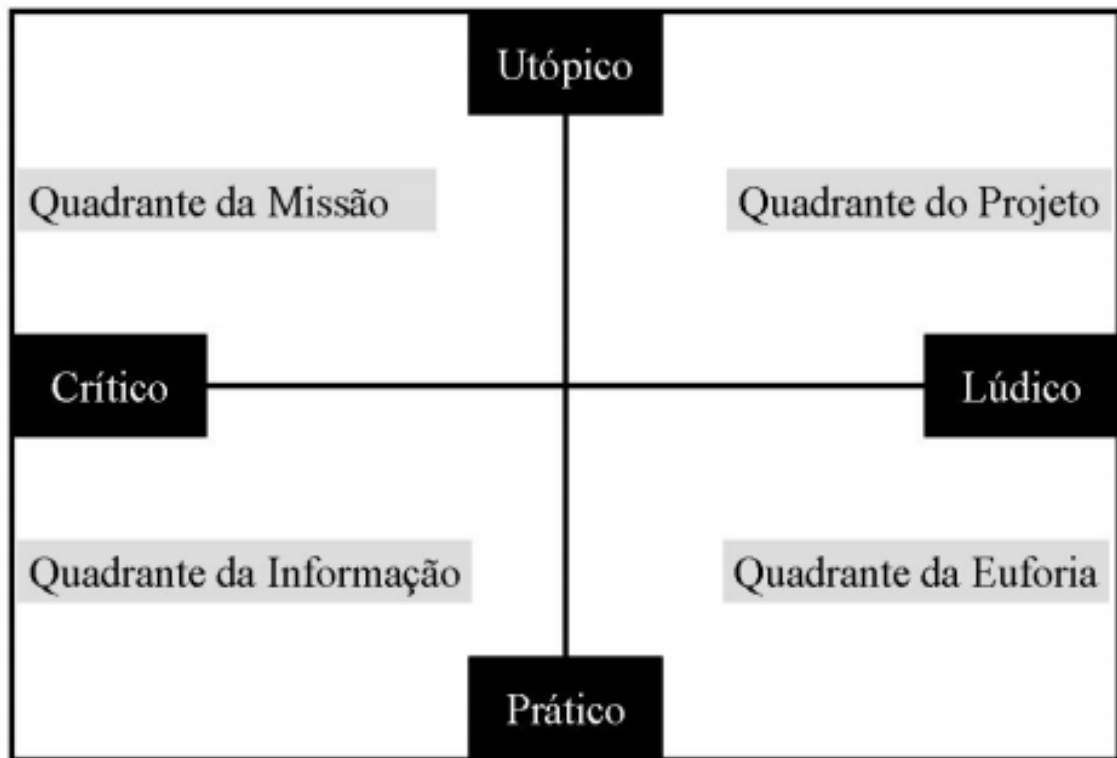 Utópico
Quadrante da Missão
Quadrante do Projeto
Crítico
Lúdico
Quadrante da Informação
Quadrante da Euforia
Prático